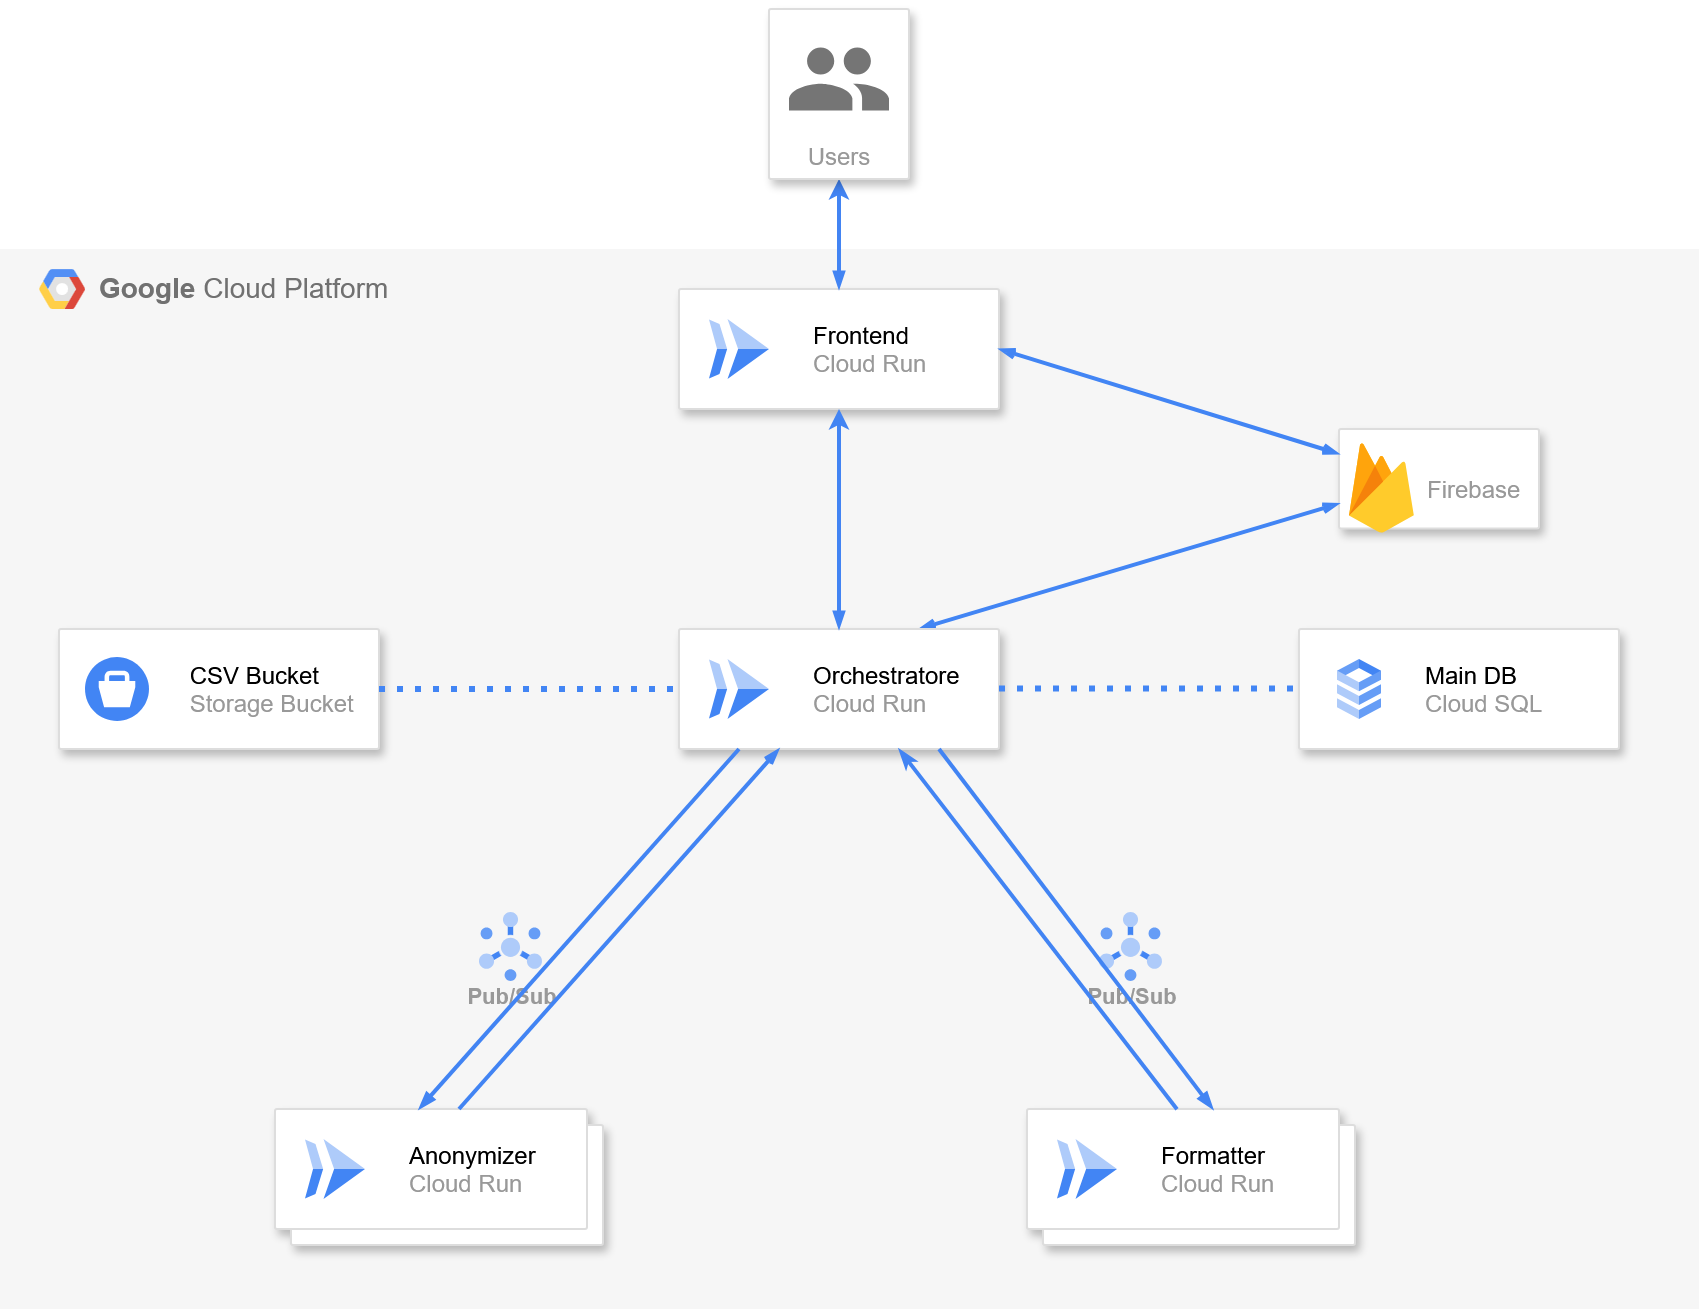 Users
Google Cloud Platform
Frontend
Cloud Run
Firebase
CSV Bucket
Storage Bucket
Orchestratore
Cloud Run
Main DB
Cloud SQL
Pub/Sub
Pub/Sub
Anonymizer
Cloud Run
Formatter
Cloud Run